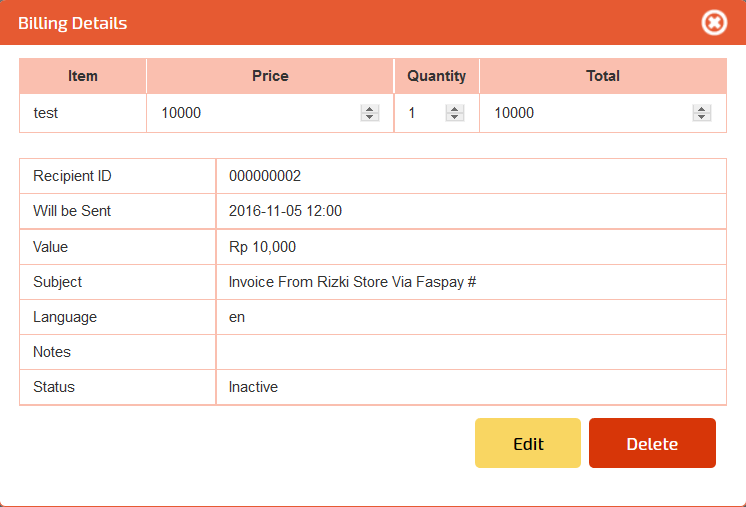 Billing Details
Item Price Quantity Total
test 10000 1 10000
Recipient ID 000000002
Will be Sent 2016-11-05 12:00
Value Rp 10,000
Subject Invoice From Rizki Store Via Faspay #
Language en
Notes
Status Inactive
Edit Delete